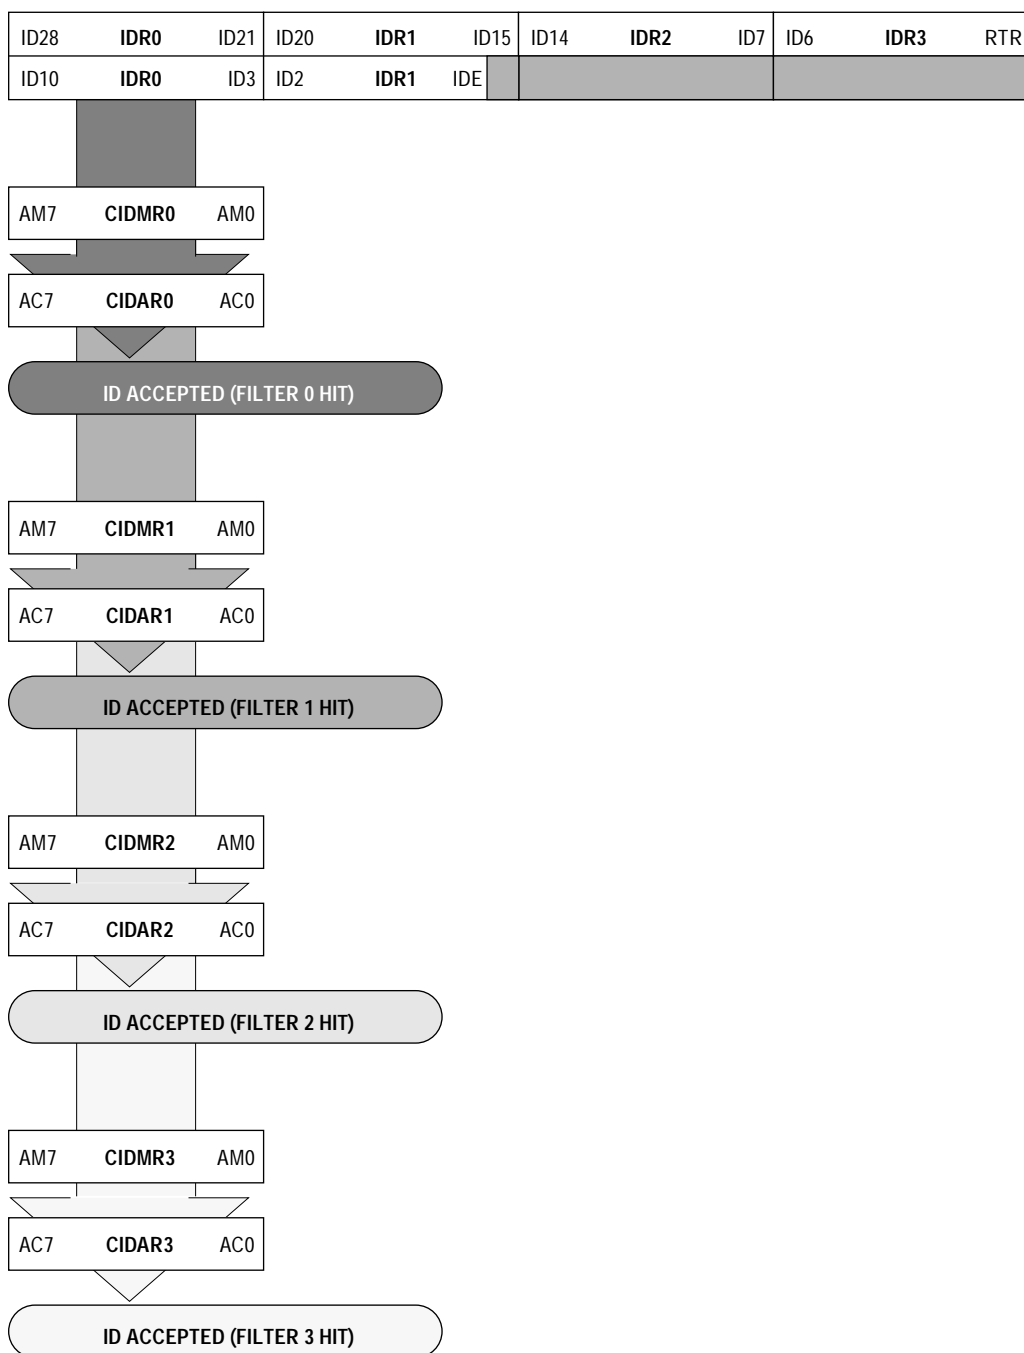 ID28 IDR0 ID21 ID20 IDR1 ID15 ID14 IDR2 ID7 ID6 IDR3 RTR
ID10 IDR0 ID3 ID2 IDR1 IDE
AM7 CIDMR0 AM0
AC7 CIDAR0 AC0
ID ACCEPTED (FILTER 0 HIT)
AM7 CIDMR1 AM0
AC7 CIDAR1 AC0
ID ACCEPTED (FILTER 1 HIT)
AM7 CIDMR2 AM0
AC7 CIDAR2 AC0
ID ACCEPTED (FILTER 2 HIT)
AM7 CIDMR3 AM0
AC7 CIDAR3 AC0
ID ACCEPTED (FILTER 3 HIT)